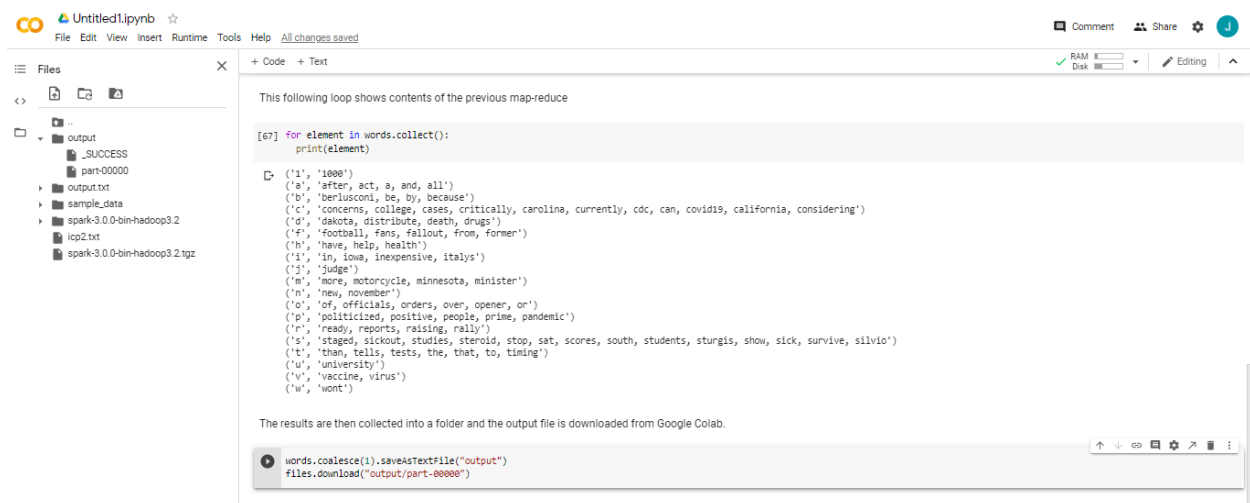 Untitled1.ipynb
File Edit View Insert Runtime Tools Help All changes saved
Comment Share J
Files
+ Code + Text
RAM
Disk
Editing
..
output
_SUCCESS
part-00000
output.txt
sample_data
spark-3.0.0-bin-hadoop3.2
icp2.txt
spark-3.0.0-bin-hadoop3.2.tgz
This following loop shows contents of the previous map-reduce
[67] for element in words.collect():
print(element)
('1', '1000')
('a', 'after, act, a, and, all')
('b', 'berlusconi, be, by, because')
('c', 'concerns, college, cases, critically, carolina, currently, cdc, can, covid19, california, considering')
('d', 'dakota, distribute, death, drugs')
('f', 'football, fans, fallout, from, former')
('h', 'have, help, health')
('i', 'in, iowa, inexpensive, italys')
('j', 'judge')
('m', 'more, motorcycle, minnesota, minister')
('n', 'new, november')
('o', 'of, officials, orders, over, opener, or')
('p', 'politicized, positive, people, prime, pandemic')
('r', 'ready, reports, raising, rally')
('s', 'staged, sickout, studies, steroid, stop, sat, scores, south, students, sturgis, show, sick, survive, silvio')
('t', 'than, tells, tests, the, that, to, timing')
('u', 'university')
('v', 'vaccine, virus')
('w', 'wont')
The results are then collected into a folder and the output file is downloaded from Google Colab.
words.coalesce(1).saveAsTextFile("output")
files.download("output/part-00000")